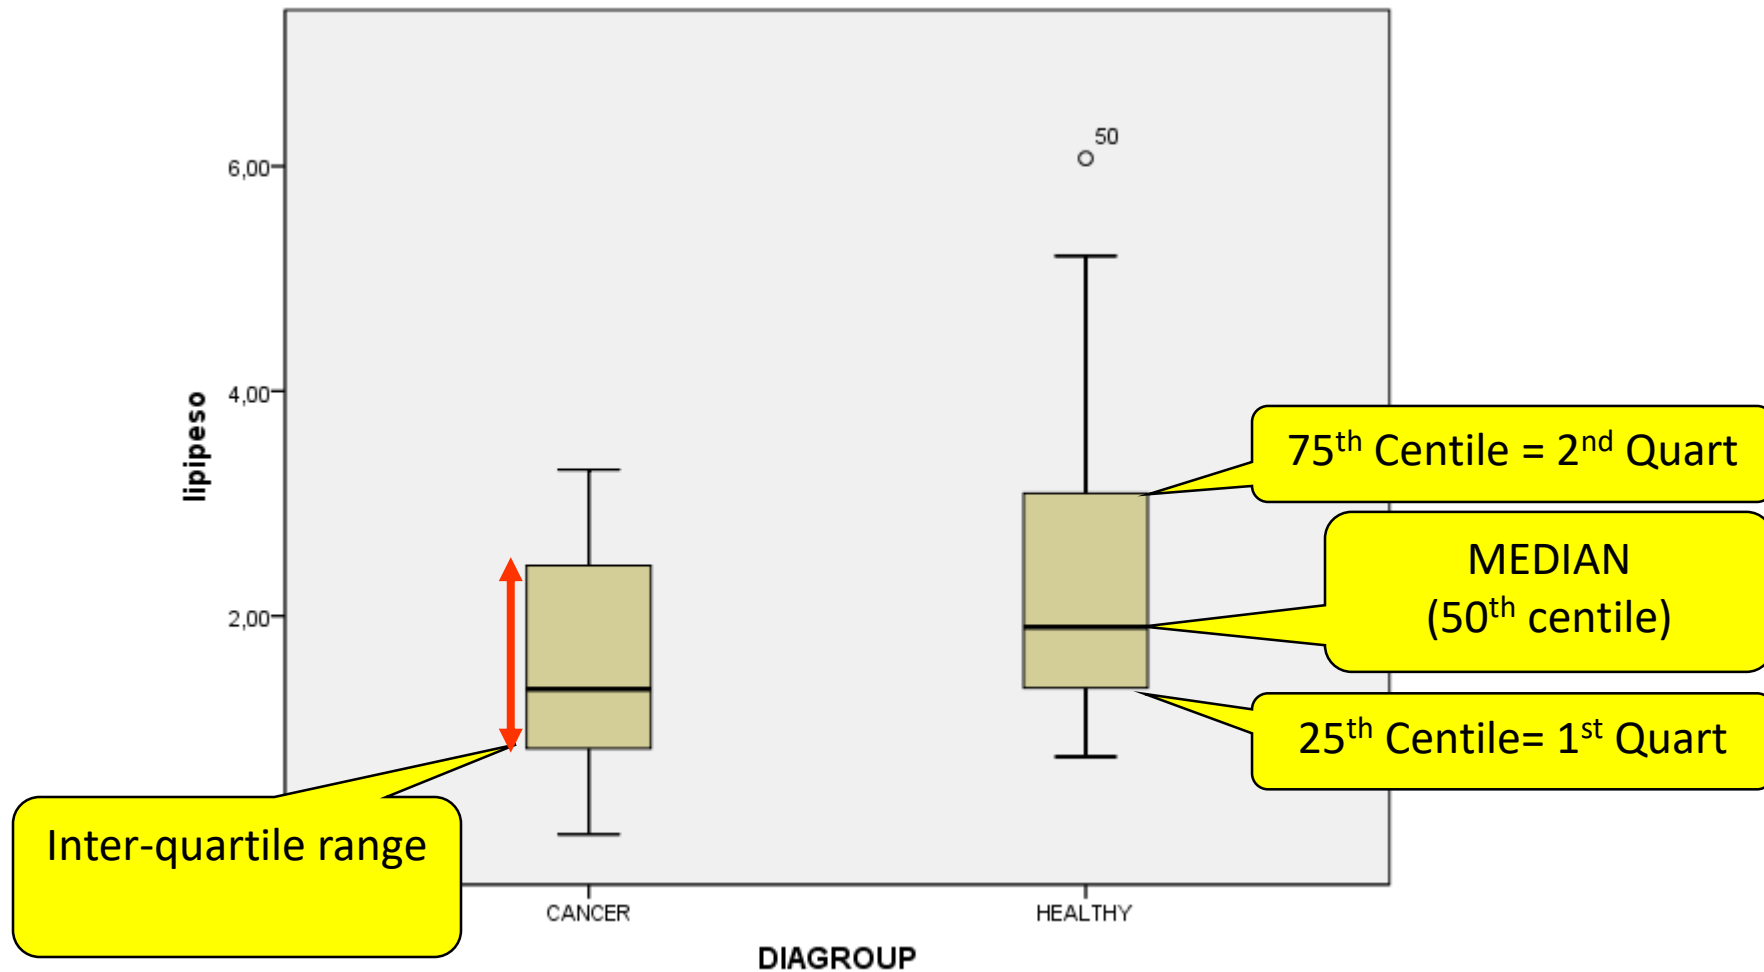 50
6,00
4,00
2,00
lipipeso
75th Centile = 2nd Quart
MEDIAN
(50th centile)
25th Centile= 1st Quart
Inter-quartile range
CANCER
HEALTHY
DIAGROUP